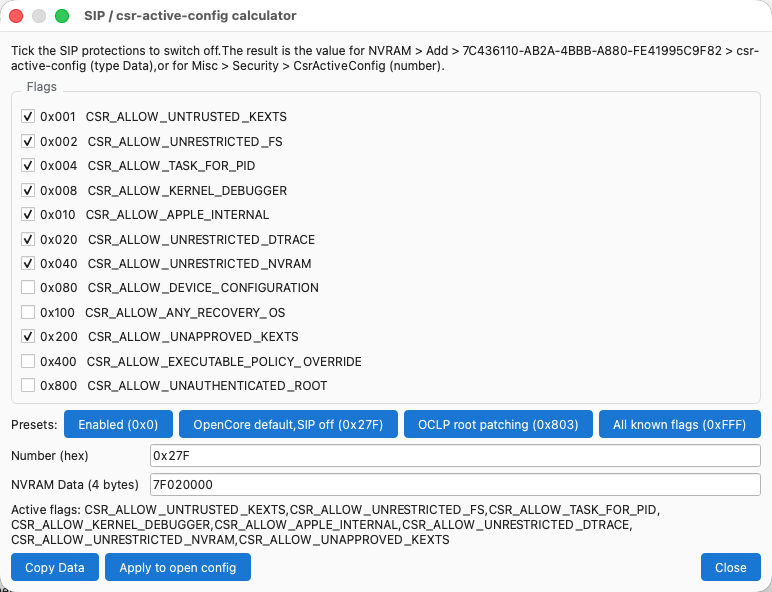 SIP / csr-active-config calculator
Tick the SIP protections to switch off.The result is the value for NVRAM > Add > 7C436110-AB2A-4BBB-A880-FE41995C9F82 > csr-
active-config (type Data),or for Misc > Security > CsrActiveConfig (number).
Flags
0x001 CSR_ALLOW_UNTRUSTED_KEXTS
0x002 CSR_ALLOW_UNRESTRICTED_FS
0x004 CSR_ALLOW_TASK_FOR_PID
0x008 CSR_ALLOW_KERNEL_DEBUGGER
0x010 CSR_ALLOW_APPLE_INTERNAL
0x020 CSR_ALLOW_UNRESTRICTED_DTRACE
0x040 CSR_ALLOW_UNRESTRICTED_NVRAM
0x080 CSR_ALLOW_DEVICE_CONFIGURATION
0x100 CSR_ALLOW_ANY_RECOVERY_OS
0x200 CSR_ALLOW_UNAPPROVED_KEXTS
0x400 CSR_ALLOW_EXECUTABLE_POLICY_OVERRIDE
0x800 CSR_ALLOW_UNAUTHENTICATED_ROOT
Presets: Enabled (0x0) OpenCore default,SIP off (0x27F) OCLP root patching (0x803) All known flags (0xFFF)
Number (hex) 0x27F
NVRAM Data (4 bytes) 7F020000
Active flags: CSR_ALLOW_UNTRUSTED_KEXTS,CSR_ALLOW_UNRESTRICTED_FS,CSR_ALLOW_TASK_FOR_PID,
CSR_ALLOW_KERNEL_DEBUGGER,CSR_ALLOW_APPLE_INTERNAL,CSR_ALLOW_UNRESTRICTED_DTRACE,
CSR_ALLOW_UNRESTRICTED_NVRAM,CSR_ALLOW_UNAPPROVED_KEXTS
Copy Data Apply to open config Close